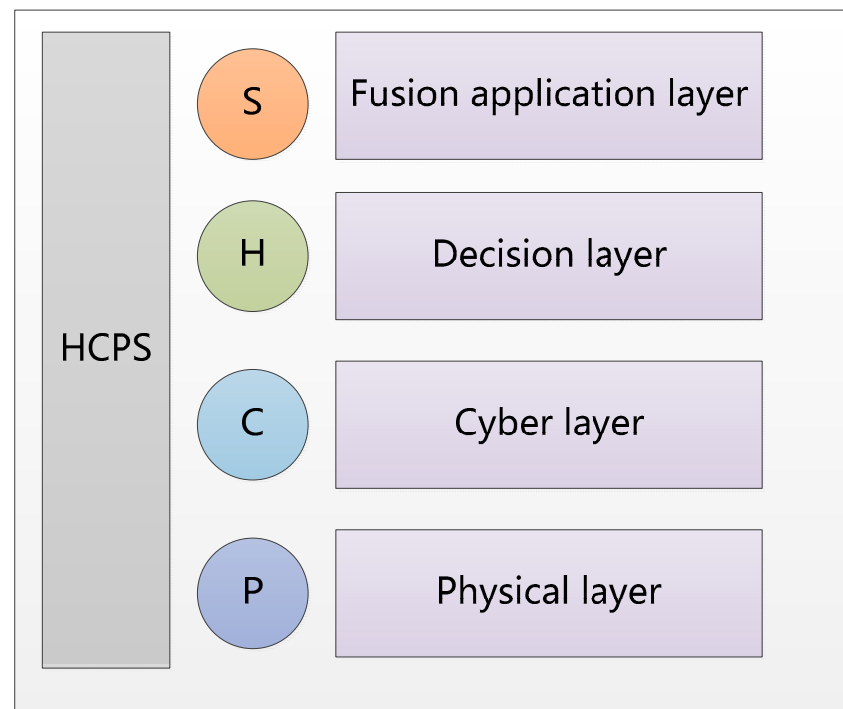 S
Fusion application layer
H
Decision layer
HCPS
C
Cyber layer
P
Physical layer